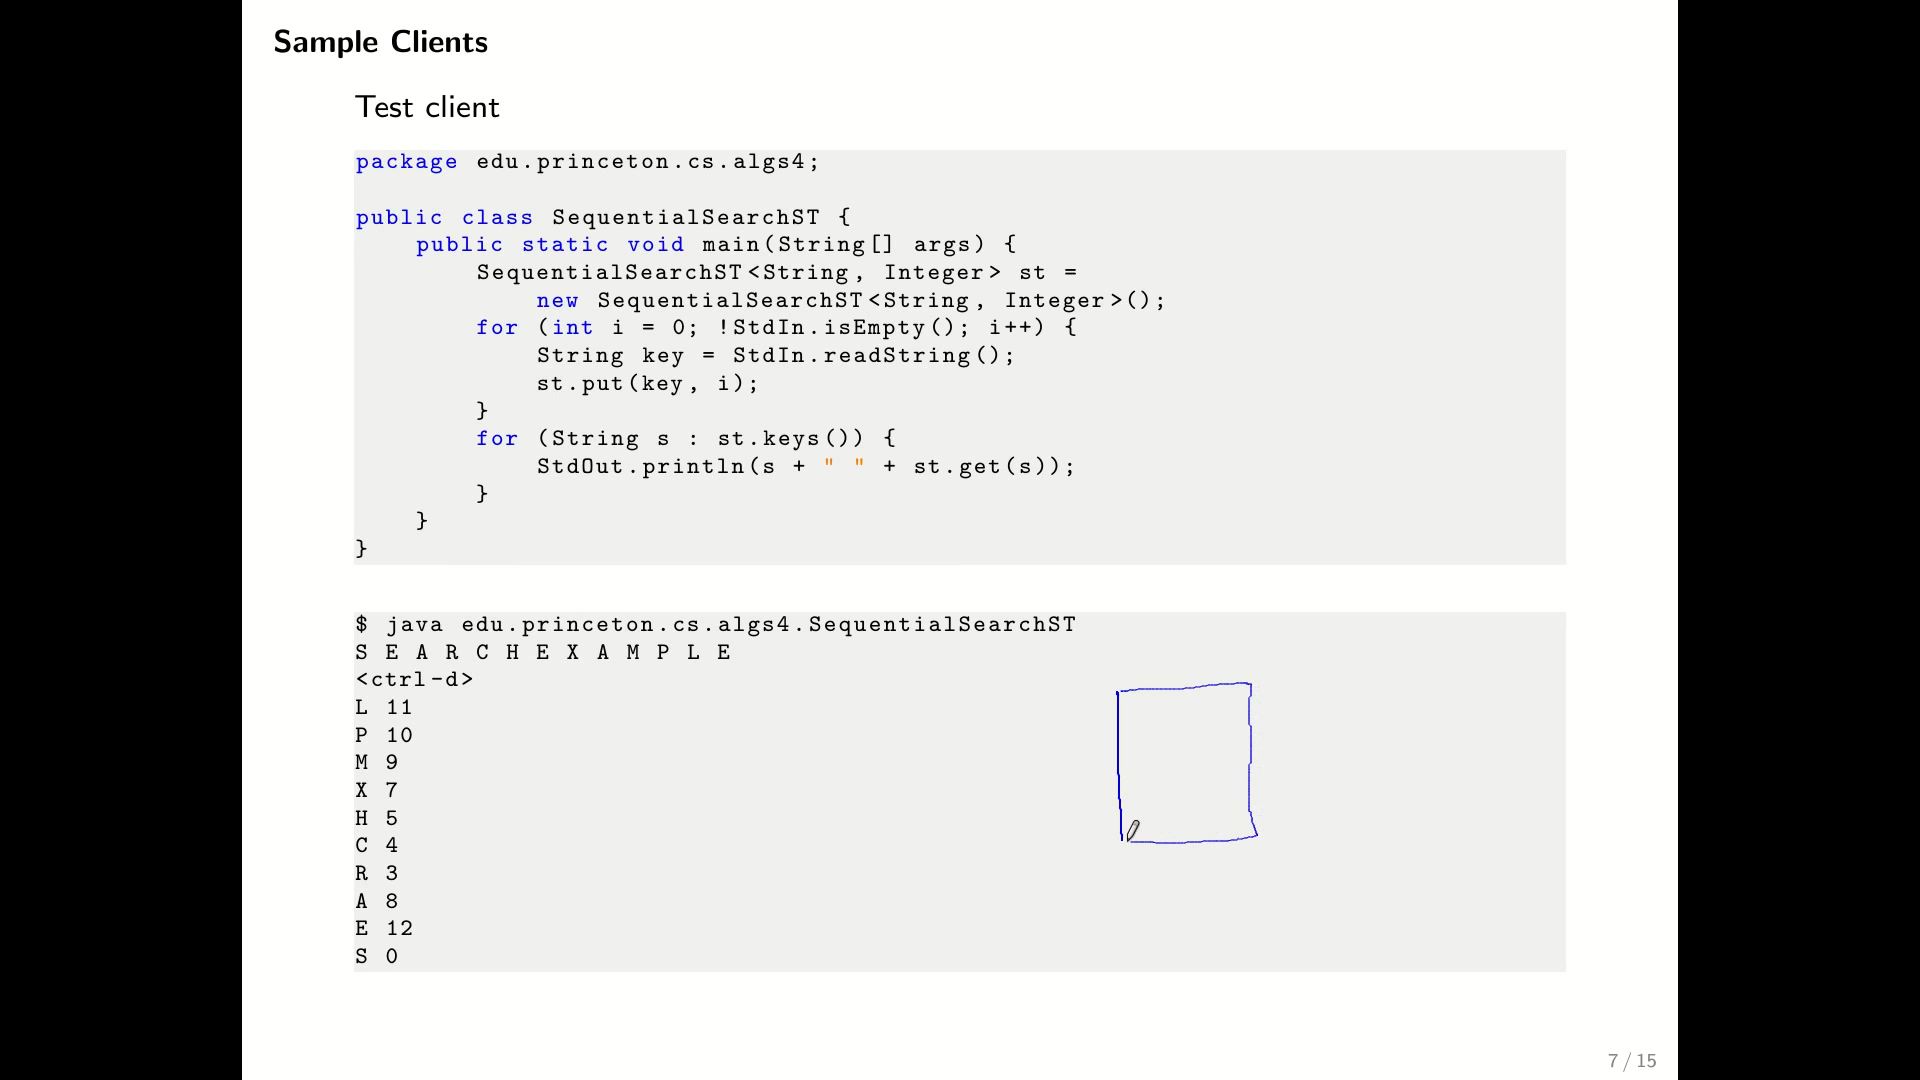 Sample Clients
Test client
package edu.princeton.cs.algs4;
public class SequentialSearchST {
public static void main(String[] args) {
SequentialSearchST<String, Integer> st =
new SequentialSearchST<String, Integer>();
for (int i = 0; !StdIn.isEmpty(); i++) {
String key = StdIn.readString();
st.put(key, i);
}
for (String s : st.keys()) {
StdOut.println(s + " " + st.get(s));
}
}
}
$ java edu.princeton.cs.algs4.SequentialSearchST
S E A R C H E X A M P L E
<ctrl-d>
L 11
P 10
M 9
X 7
H 5
C 4
R 3
A 8
E 12
S 0
7 / 15